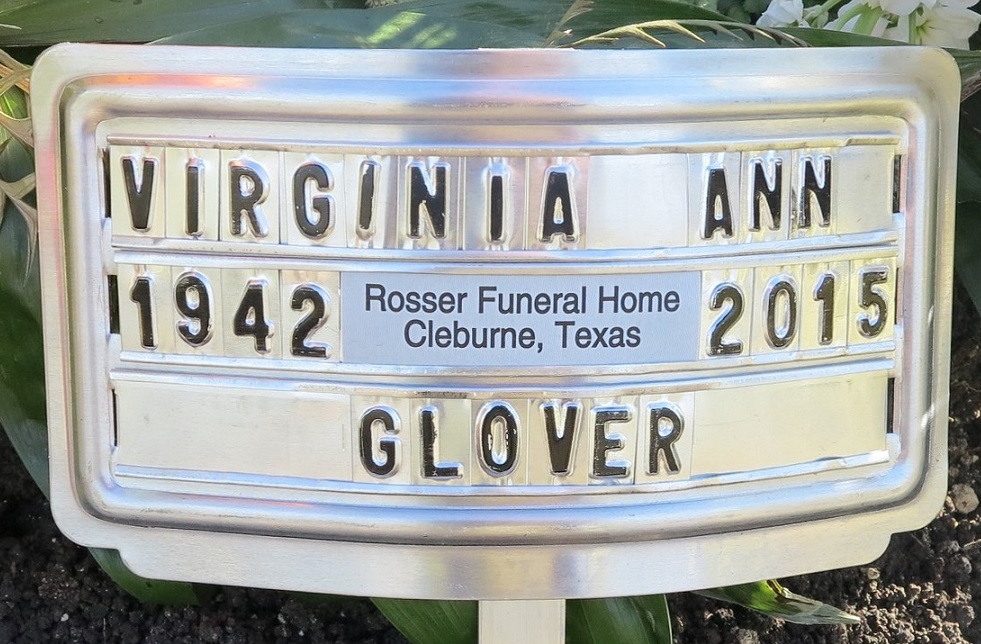 VIRGINIA ANN
1942 Rosser Funeral Home 2015
Cleburne, Texas
GLOVER